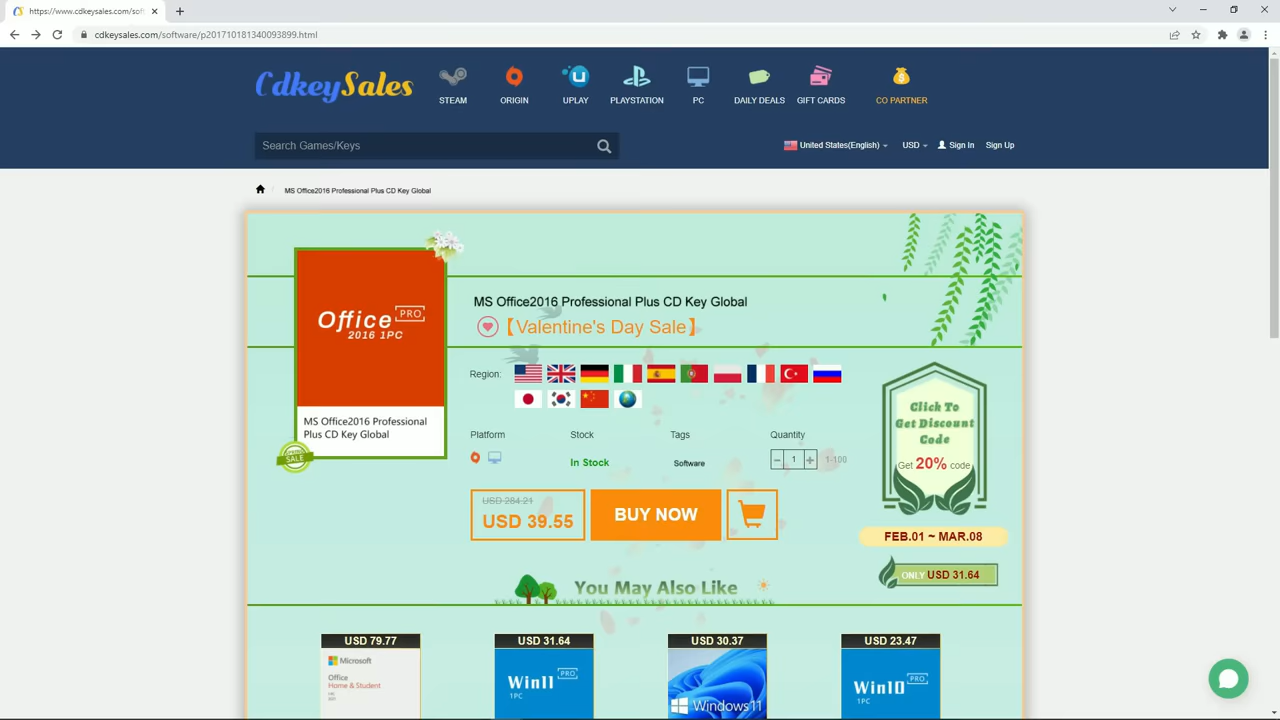 https://www.cdkeysales.com/soft
cdkeysales.com/software/p201710181340093899.html
CdkeySales
STEAM
ORIGIN
UPLAY
PLAYSTATION
PC
DAILY DEALS
GIFT CARDS
CO PARTNER
Search Games/Keys
United States(English)
USD
Sign In
Sign Up
MS Office2016 Professional Plus CD Key Global
Office PRO
2016 1PC
MS Office2016 Professional
Plus CD Key Global
SALE
MS Office2016 Professional Plus CD Key Global
【Valentine's Day Sale】
Region:
Platform
Stock
Tags
Quantity
In Stock
Software
1
1-100
USD 284.21
USD 39.55
BUY NOW
Click To
Get Discount
Code
Get 20% code
FEB.01 ~ MAR.08
ONLY USD 31.64
You May Also Like
USD 79.77
USD 31.64
USD 30.37
USD 23.47
Microsoft
Office
Home & Student
Win11 PRO
1PC
Windows 11
Win10 PRO
1PC